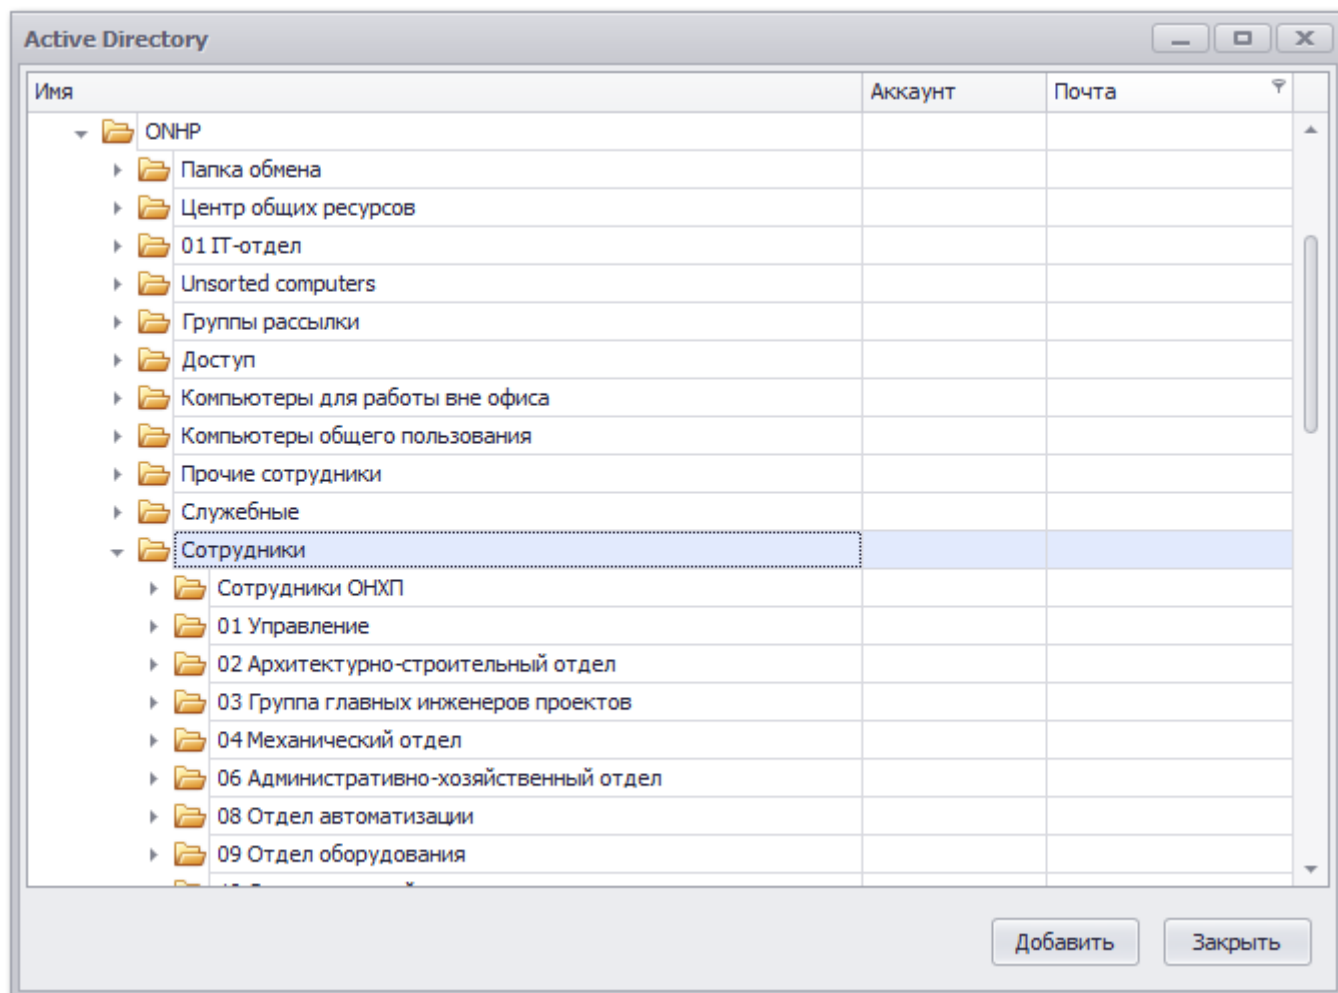 Active Directory
Имя Аккаунт Почта
ONHP
Папка обмена
Центр общих ресурсов
01 IT-отдел
Unsorted computers
Группы рассылки
Доступ
Компьютеры для работы вне офиса
Компьютеры общего пользования
Прочие сотрудники
Служебные
Сотрудники
Сотрудники ОНХП
01 Управление
02 Архитектурно-строительный отдел
03 Группа главных инженеров проектов
04 Механический отдел
06 Административно-хозяйственный отдел
08 Отдел автоматизации
09 Отдел оборудования
Добавить Закрыть